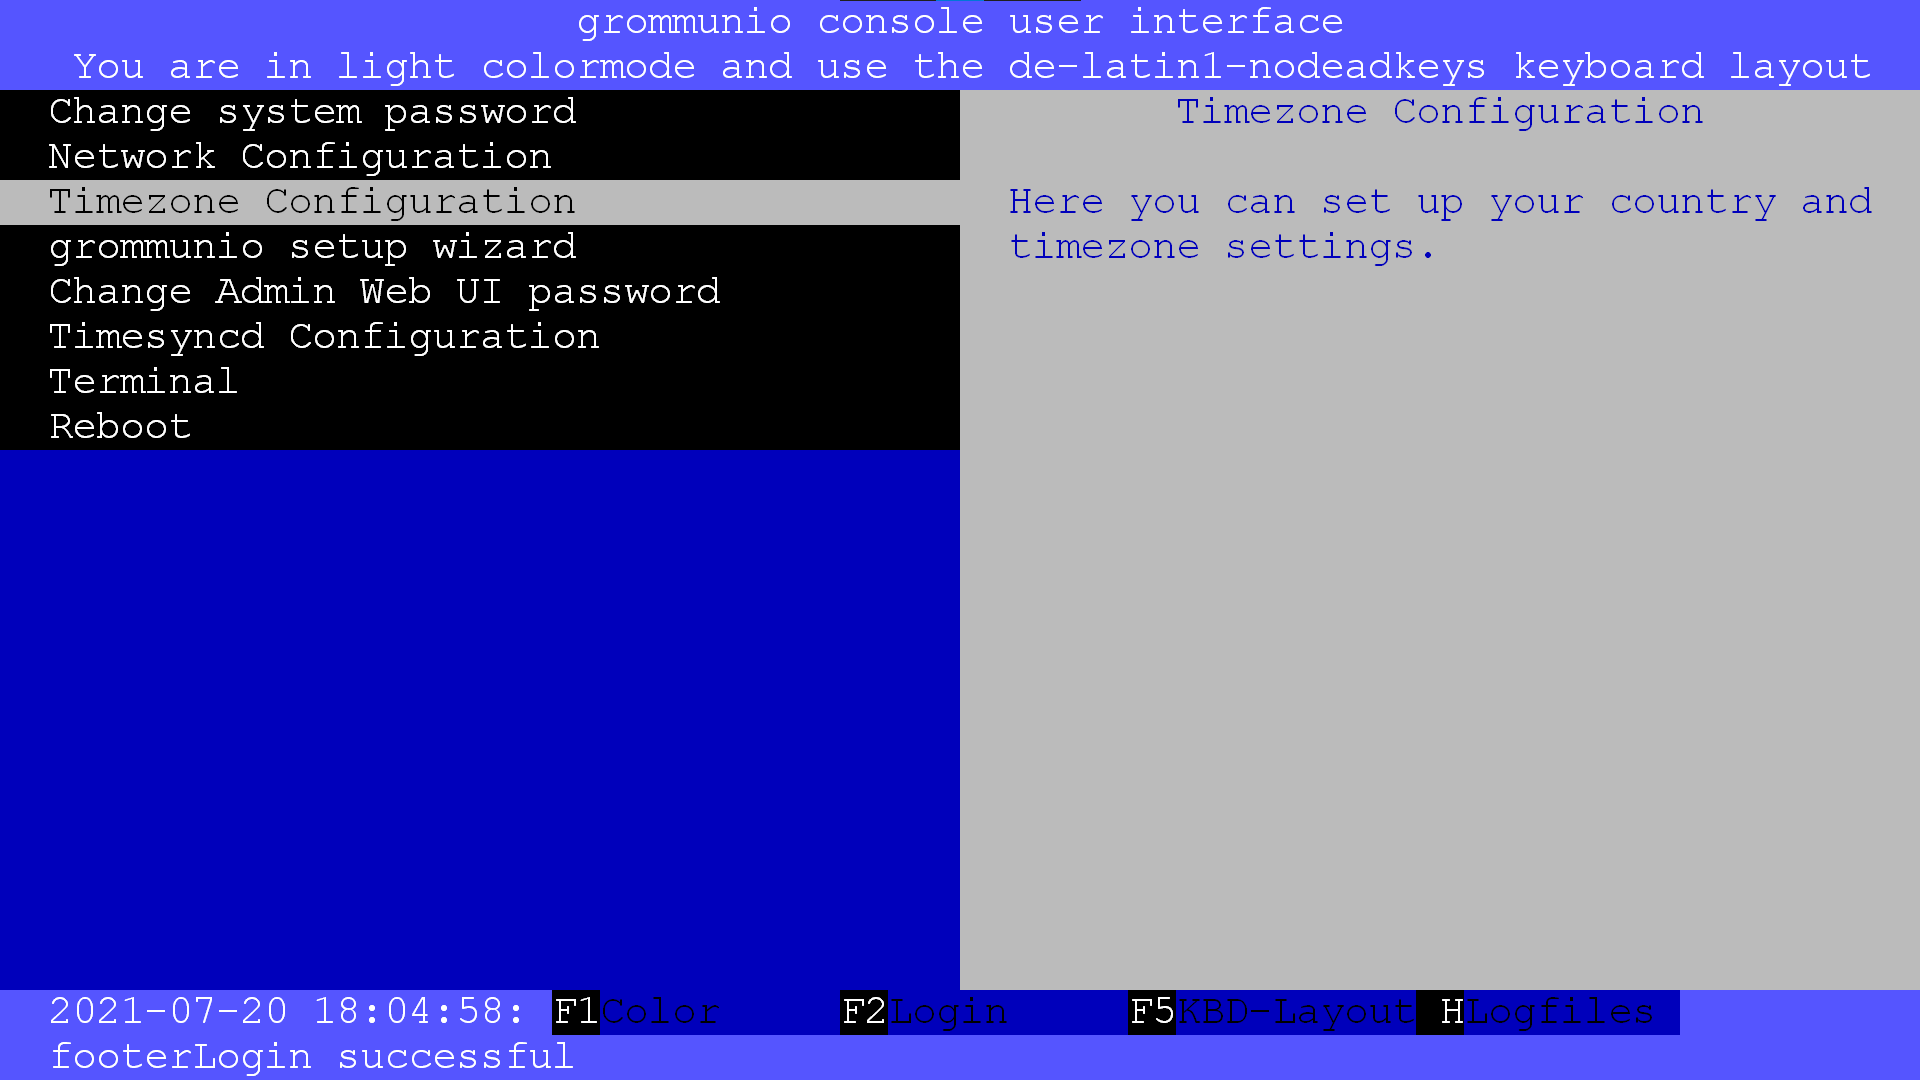 grommunio console user interface
You are in light colormode and use the de-latin1-nodeadkeys keyboard layout
Change system password
Network Configuration
Timezone Configuration
grommunio setup wizard
Change Admin Web UI password
Timesyncd Configuration
Terminal
Reboot
Timezone Configuration
Here you can set up your country and
timezone settings.
2021-07-20 18:04:58: F1Color F2Login F5KBD-Layout HLogfiles
footerLogin successful